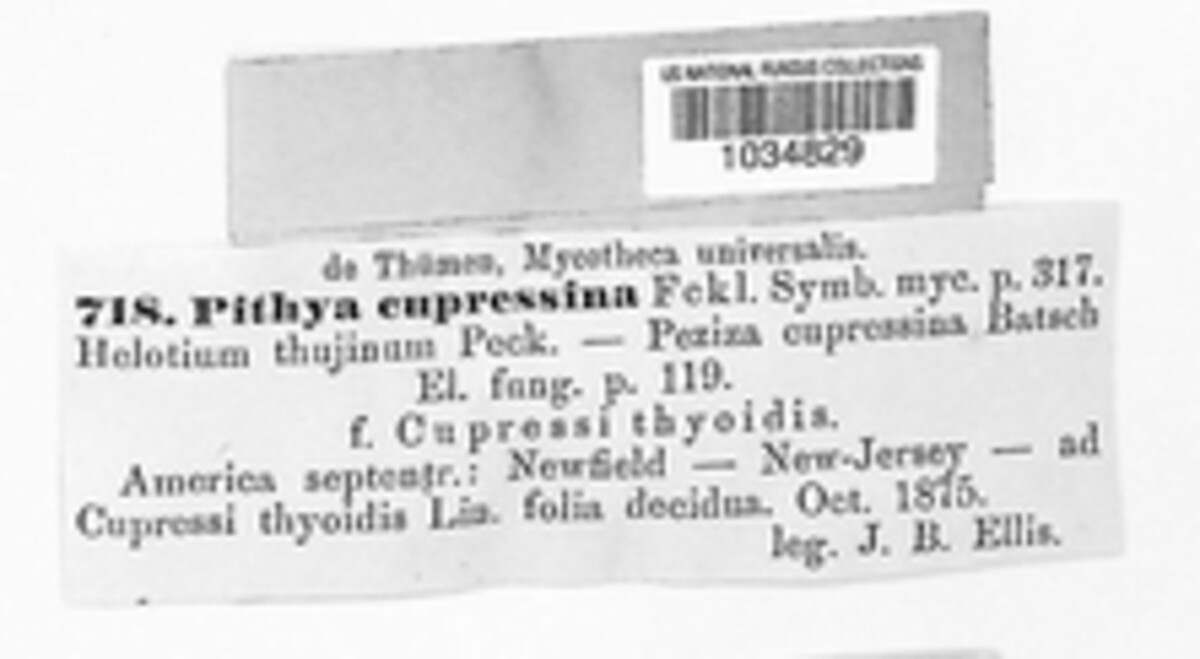 US NATIONAL FUNGUS COLLECTIONS
1034829
de Thümen, Mycotheca universalis.
718. Pithya cupressina Fckl. Symb. myc. p. 317.
Helotium thujinum Peck. — Peziza cupressina Batsch
El. fung. p. 119.
f. Cupressi thyoidis.
America septentr.: Newfield — New-Jersey — ad
Cupressi thyoidis Lin. folia decidua. Oct. 1875.
leg. J. B. Ellis.